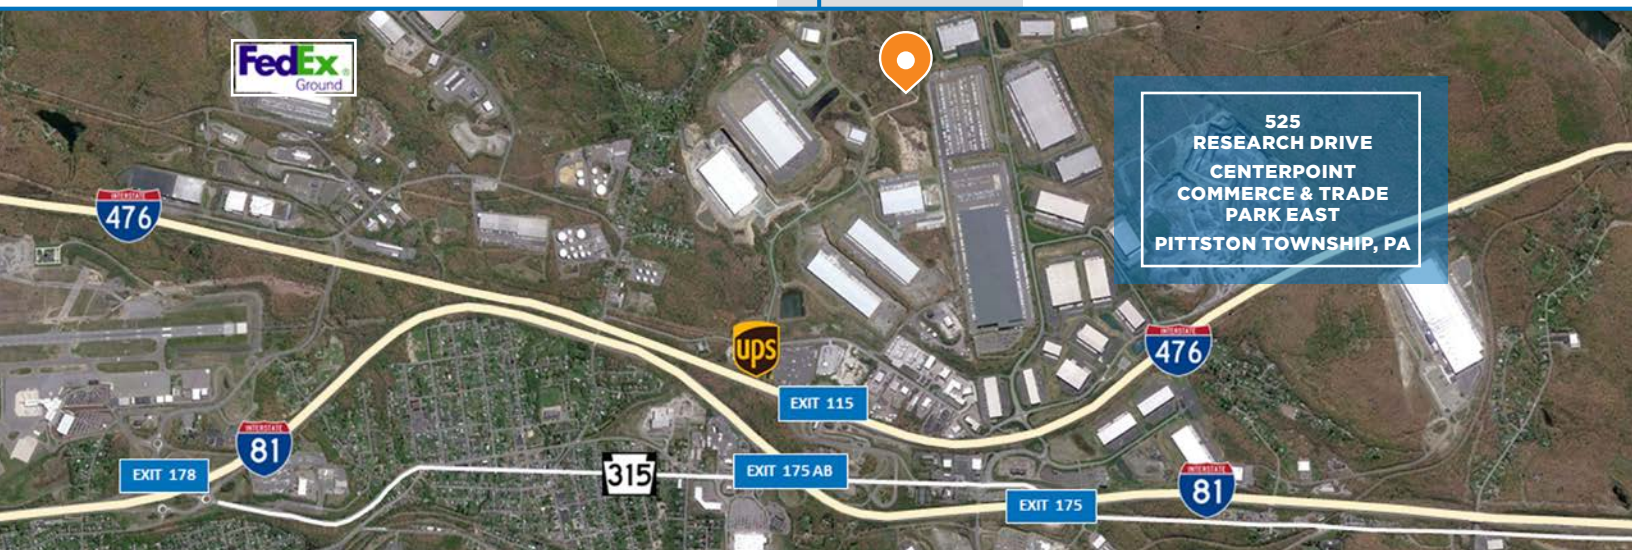 FedEx
Ground
525
RESEARCH DRIVE
CENTERPOINT
COMMERCE & TRADE
PARK EAST
PITTSTON TOWNSHIP, PA
INTERSTATE
476
ups
INTERSTATE
476
EXIT 115
INTERSTATE
81
EXIT 178
315
EXIT 175 AB
INTERSTATE
81
EXIT 175